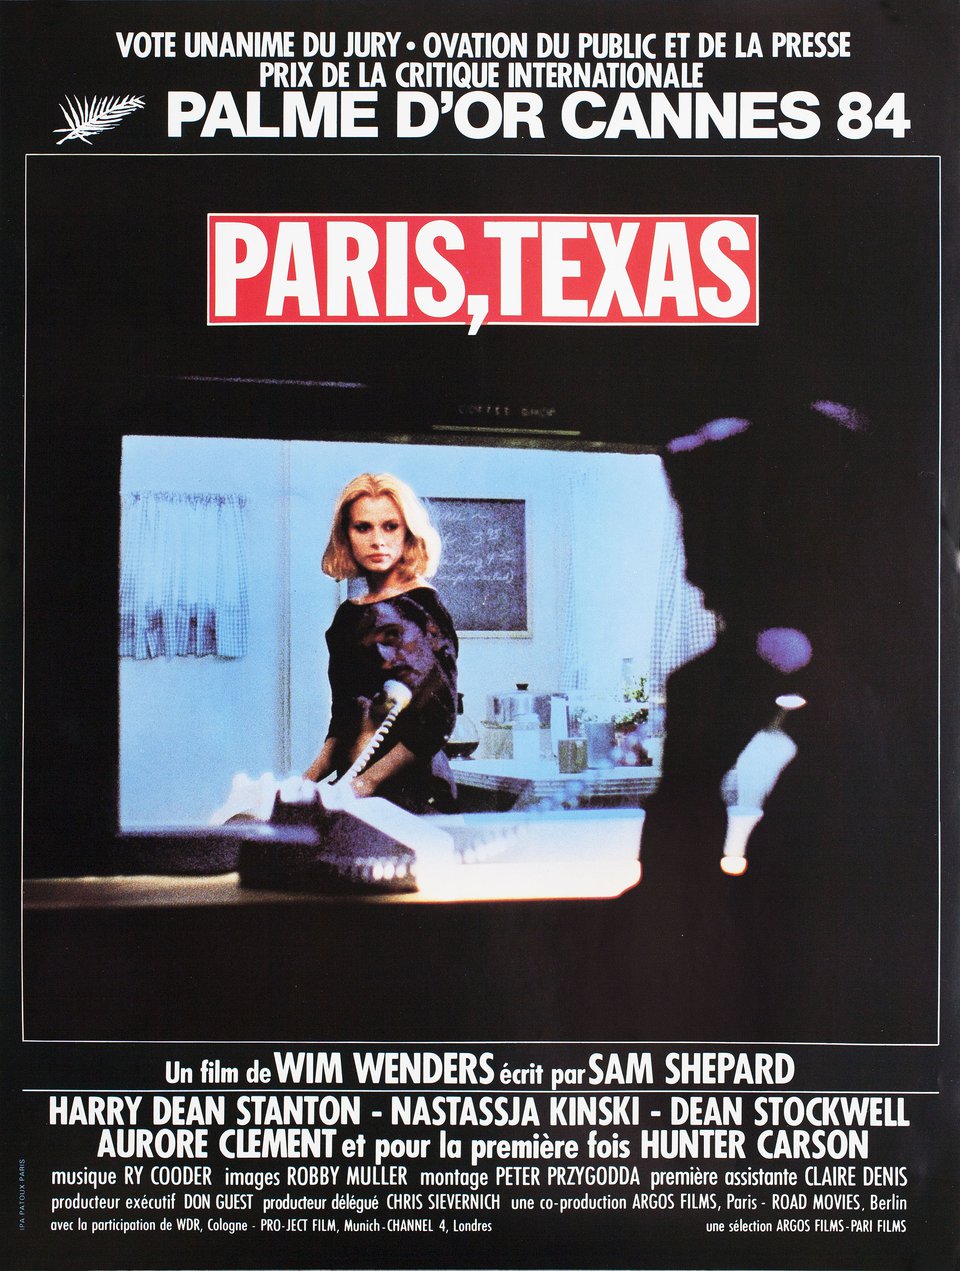 VOTE UNANIME DU JURY • OVATION DU PUBLIC ET DE LA PRESSE
PRIX DE LA CRITIQUE INTERNATIONALE
PALME D'OR CANNES 84
PARIS, TEXAS
COFFEE SHOP
Un film de WIM WENDERS écrit par SAM SHEPARD
HARRY DEAN STANTON - NASTASSJA KINSKI - DEAN STOCKWELL
AURORE CLEMENT et pour la première fois HUNTER CARSON
musique RY COODER images ROBBY MULLER montage PETER PRZYGODDA première assistante CLAIRE DENIS
producteur exécutif DON GUEST producteur délégué CHRIS SIEVERNICH une co-production ARGOS FILMS, Paris - ROAD MOVIES, Berlin
avec la participation de WDR, Cologne - PRO-JECT FILM, Munich-CHANNEL 4, Londres
une sélection ARGOS FILMS-PARI FILMS
IPA PATOUX PARIS